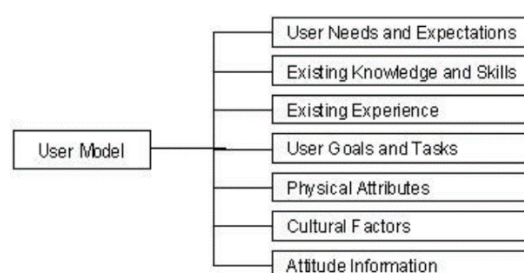 User Needs and Expectations
Existing Knowledge and Skills
Existing Experience
User Model
User Goals and Tasks
Physical Attributes
Cultural Factors
Attitude Information